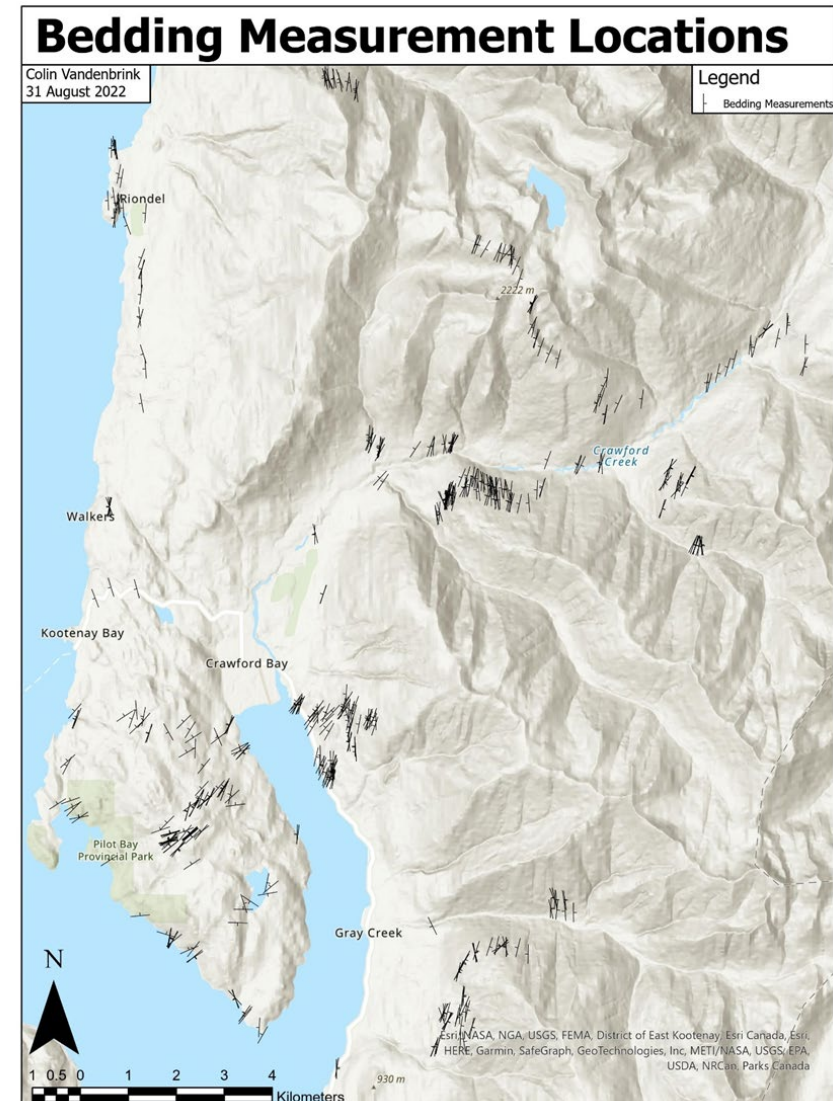 Bedding Measurement Locations
Colin Vandenbrink
31 August 2022
Legend
Bedding Measurements
Riondel
2222 m
Crawford
Creek
Walkers
Kootenay Bay
Crawford Bay
Pilot Bay
Provincial Park
Gray Creek
N
Esri, NASA, NGA, USGS, FEMA, District of East Kootenay, Esri Canada, Esri,
HERE, Garmin, SafeGraph, GeoTechnologies, Inc, METI/NASA, USGS, EPA,
USDA, NRCan, Parks Canada
930 m
1 0.5 0 1 2 3 4
Kilometers